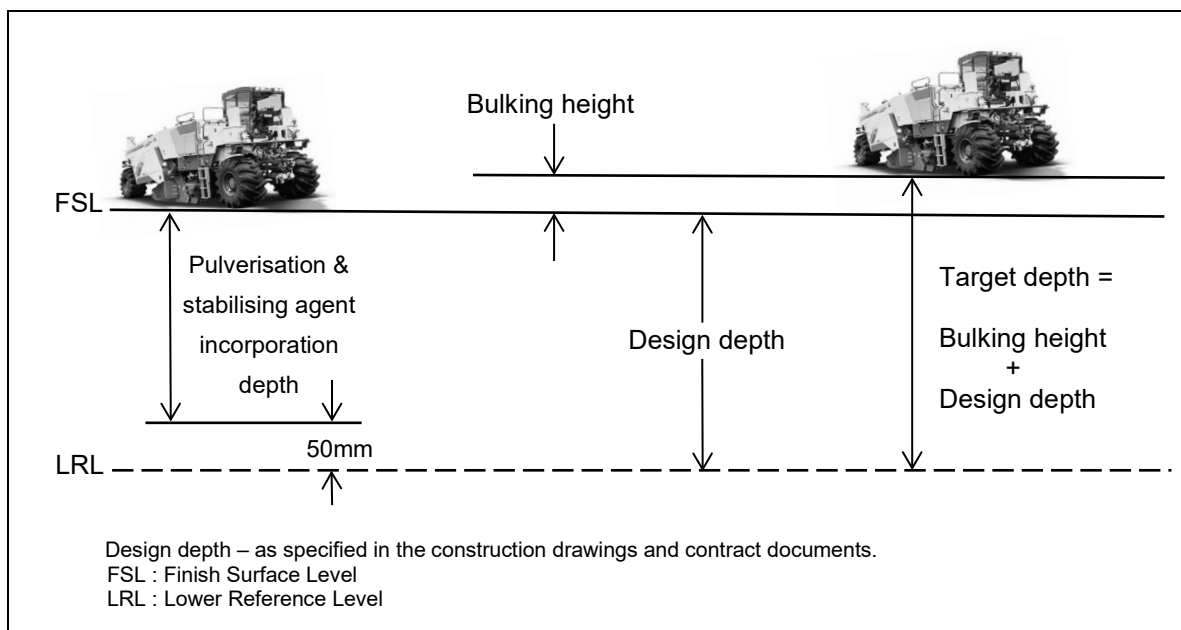 Bulking height
FSL
Pulverisation &
stabilising agent
incorporation
depth
Design depth
Target depth =
Bulking height
+
Design depth
50mm
LRL
Design depth – as specified in the construction drawings and contract documents.
FSL : Finish Surface Level
LRL : Lower Reference Level